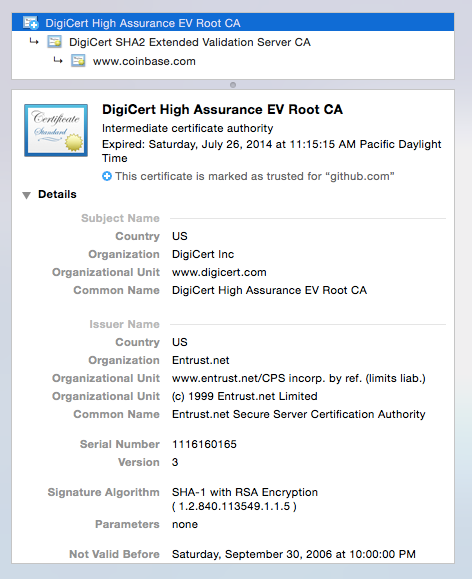 DigiCert High Assurance EV Root CA
DigiCert SHA2 Extended Validation Server CA
www.coinbase.com
Certificate
Standard
DigiCert High Assurance EV Root CA
Intermediate certificate authority
Expired: Saturday, July 26, 2014 at 11:15:15 AM Pacific Daylight
Time
This certificate is marked as trusted for “github.com”
Details
Subject Name
Country US
Organization DigiCert Inc
Organizational Unit www.digicert.com
Common Name DigiCert High Assurance EV Root CA
Issuer Name
Country US
Organization Entrust.net
Organizational Unit www.entrust.net/CPS incorp. by ref. (limits liab.)
Organizational Unit (c) 1999 Entrust.net Limited
Common Name Entrust.net Secure Server Certification Authority
Serial Number 1116160165
Version 3
Signature Algorithm SHA-1 with RSA Encryption
( 1.2.840.113549.1.1.5 )
Parameters none
Not Valid Before Saturday, September 30, 2006 at 10:00:00 PM